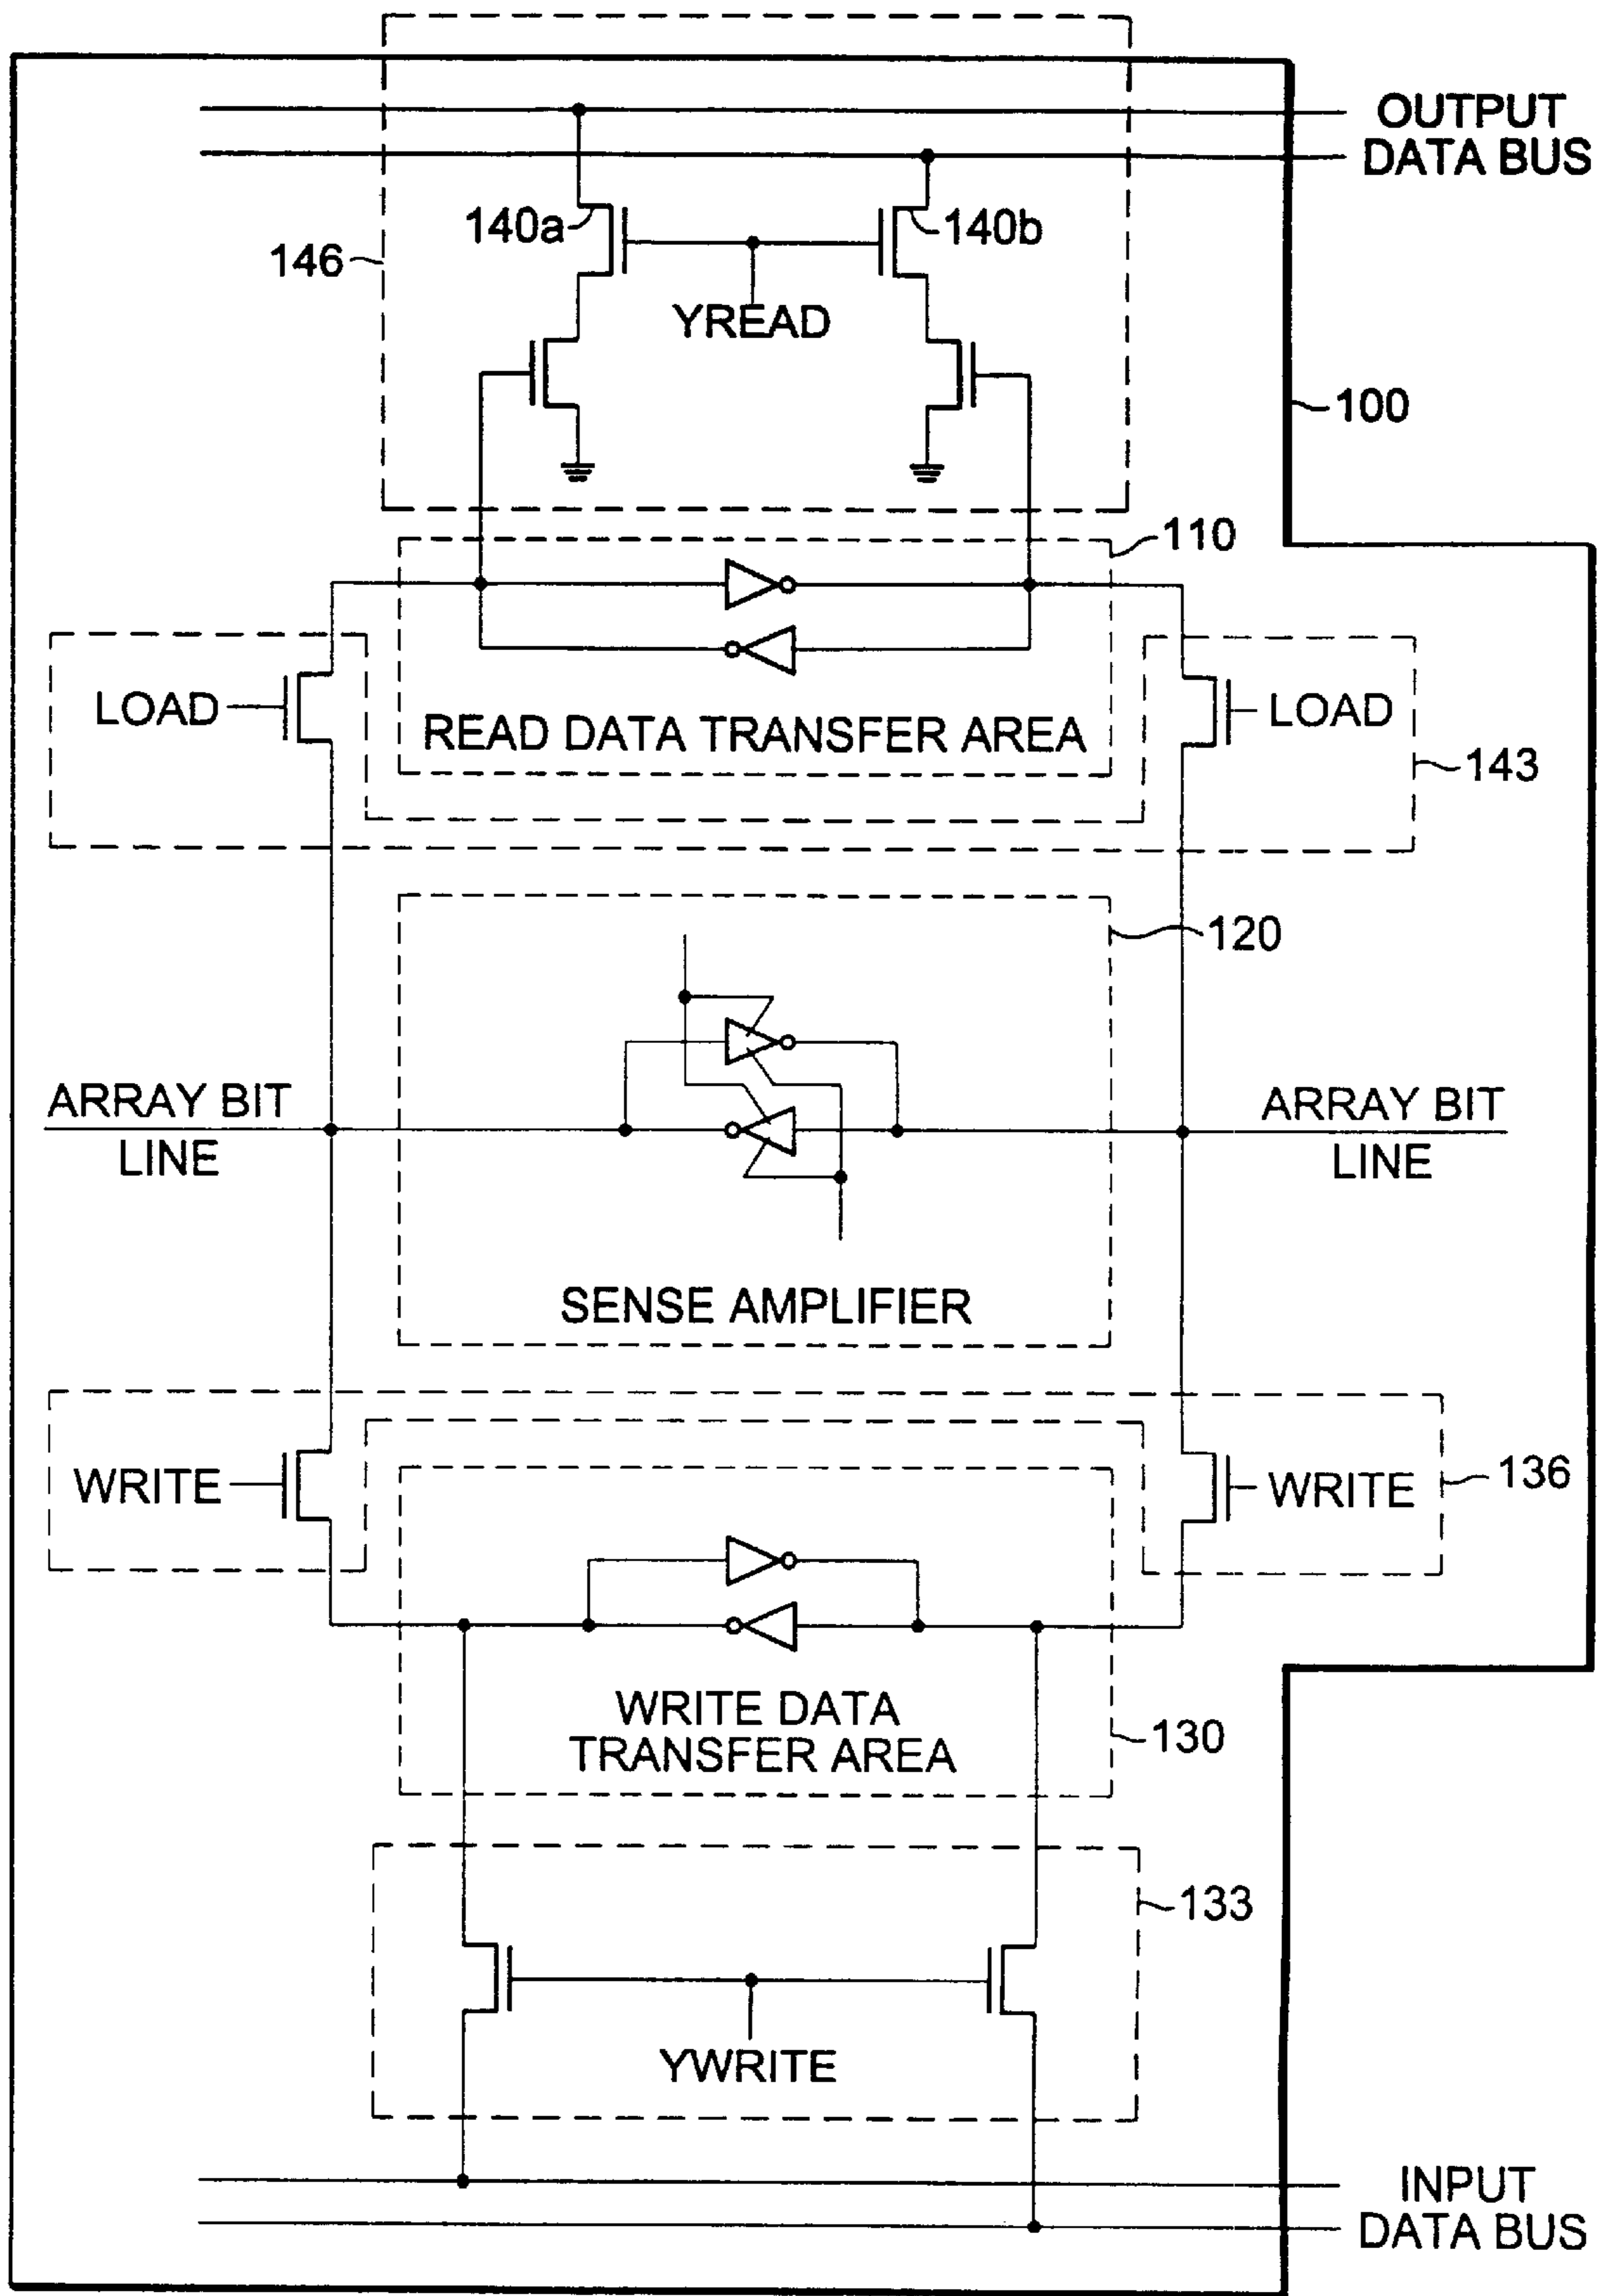 OUTPUT
DATA BUS
140a
140b
146
YREAD
100
110
LOAD
LOAD
READ DATA TRANSFER AREA
143
120
ARRAY BIT
LINE
ARRAY BIT
LINE
SENSE AMPLIFIER
WRITE
WRITE
136
WRITE DATA
TRANSFER AREA
130
133
YWRITE
INPUT
DATA BUS